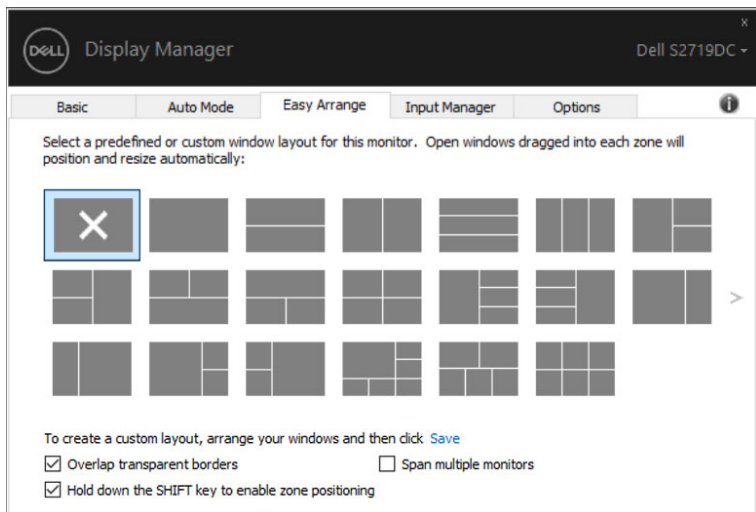 DELL Display Manager
Dell S2719DC
Basic Auto Mode Easy Arrange Input Manager Options
Select a predefined or custom window layout for this monitor. Open windows dragged into each zone will
position and resize automatically:
To create a custom layout, arrange your windows and then click Save
Overlap transparent borders Span multiple monitors
Hold down the SHIFT key to enable zone positioning